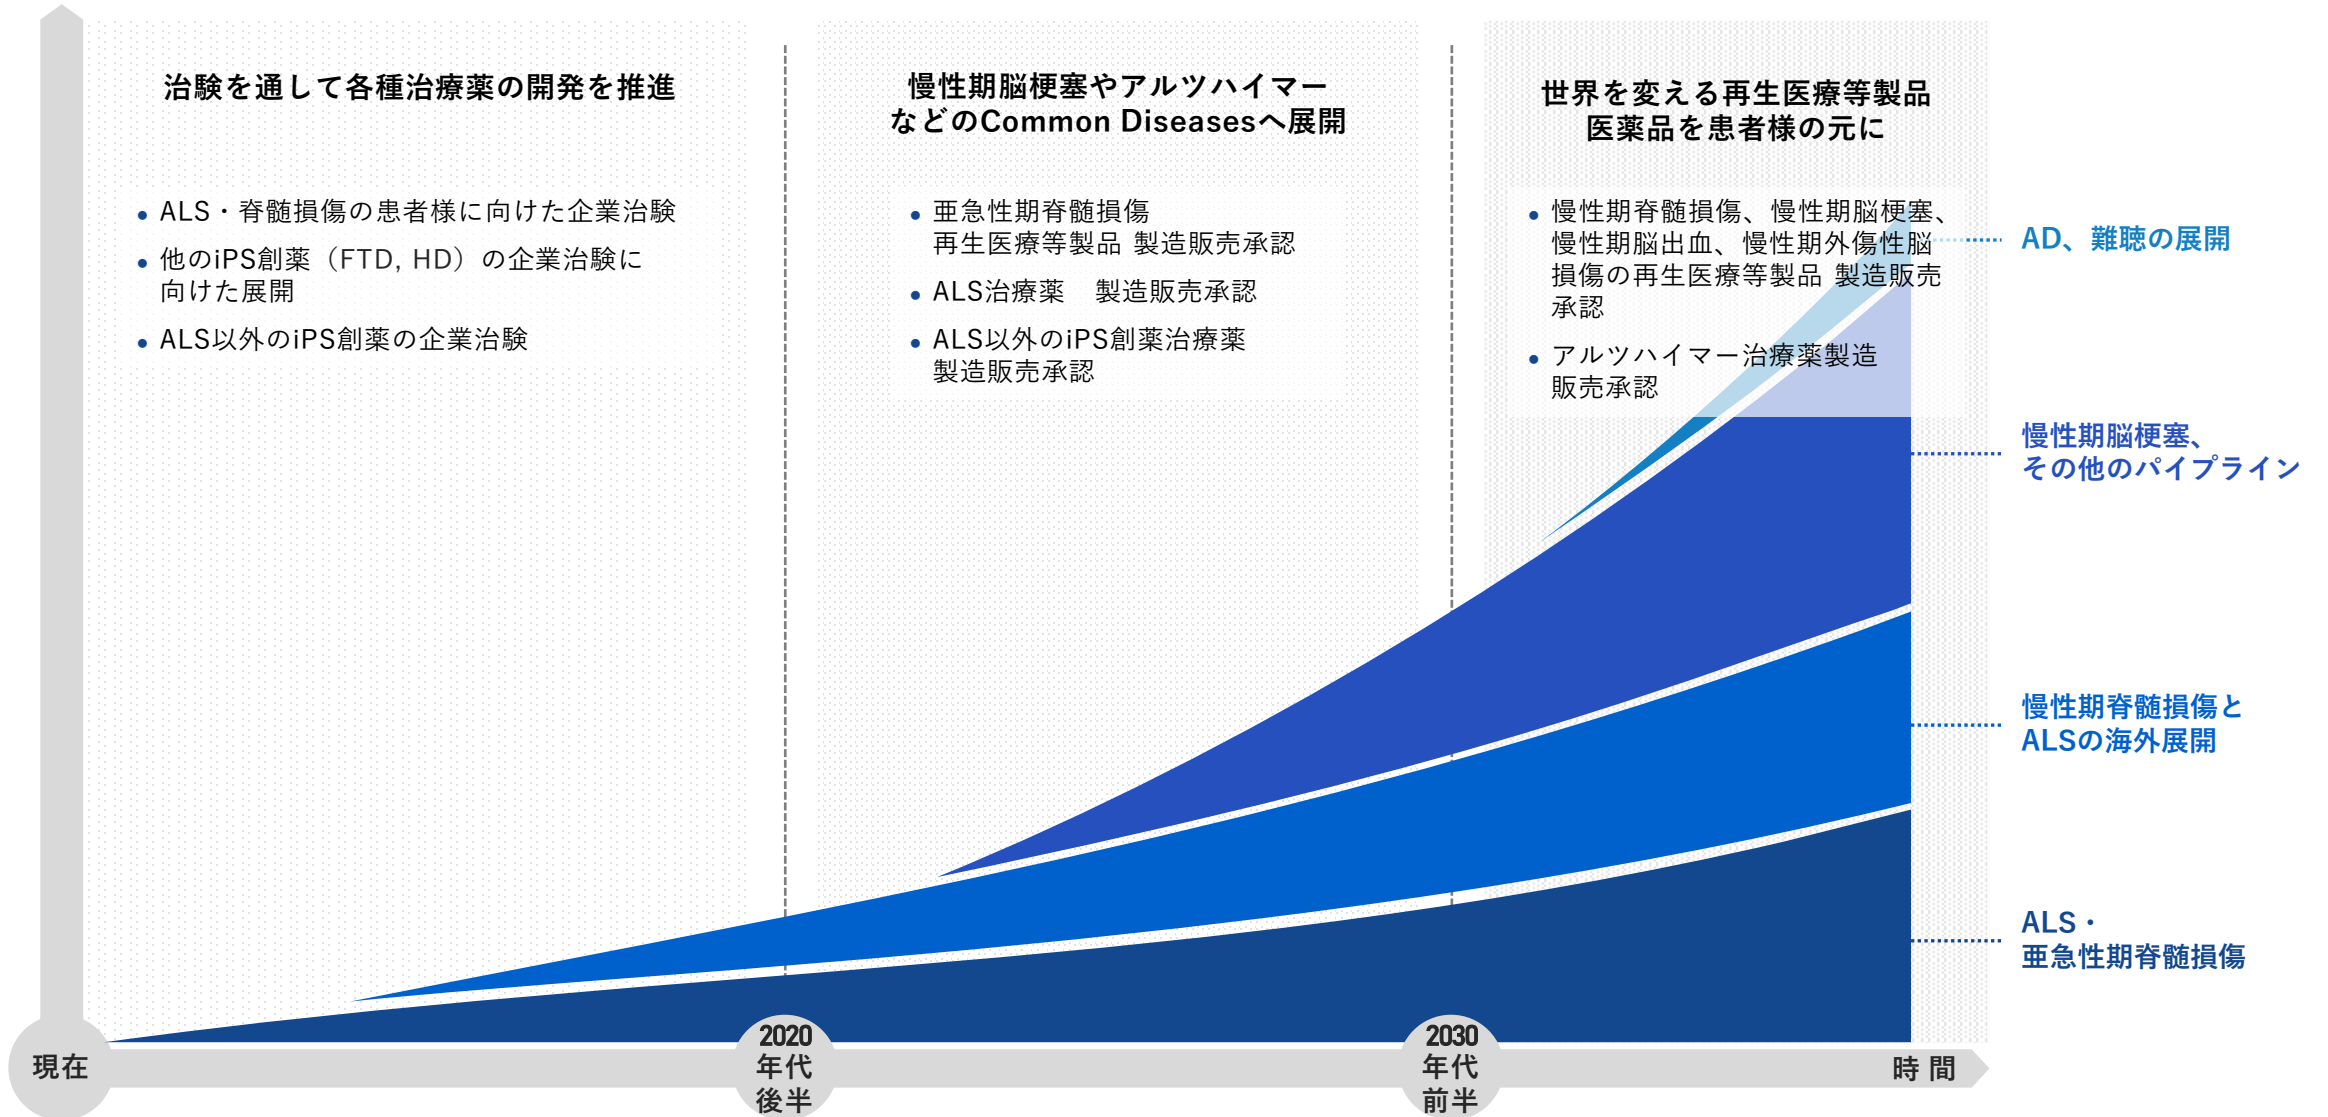 治験を通して各種治療薬の開発を推進
• ALS・脊髄損傷の患者様に向けた企業治験
• 他のiPS創薬（FTD, HD）の企業治験に
向けた展開
• ALS以外のiPS創薬の企業治験
慢性期脳梗塞やアルツハイマー
などのCommon Diseasesへ展開
• 亜急性期脊髄損傷
再生医療等製品 製造販売承認
• ALS治療薬　製造販売承認
• ALS以外のiPS創薬治療薬
製造販売承認
世界を変える再生医療等製品
医薬品を患者様の元に
• 慢性期脊髄損傷、慢性期脳梗塞、
慢性期脳出血、慢性期外傷性脳
損傷の再生医療等製品 製造販売
承認
• アルツハイマー治療薬製造
販売承認
AD、難聴の展開
慢性期脳梗塞、
その他のパイプライン
慢性期脊髄損傷と
ALSの海外展開
ALS・
亜急性期脊髄損傷
現在
2020
年代
後半
2030
年代
前半
時間